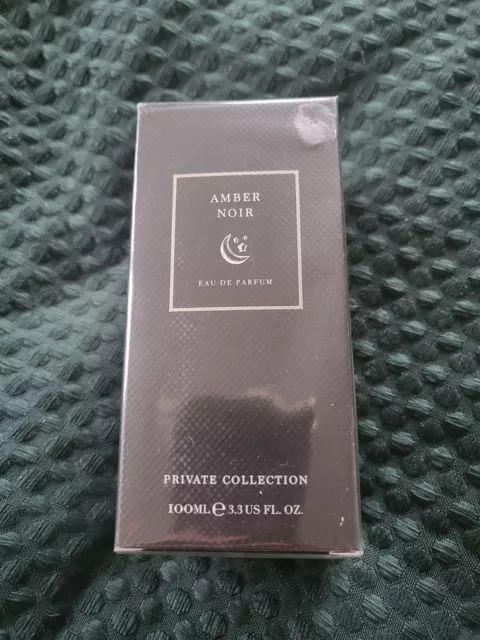 AMBER
NOIR
EAU DE PARFUM
PRIVATE COLLECTION
100ML ℮ 3.3 US FL. OZ.